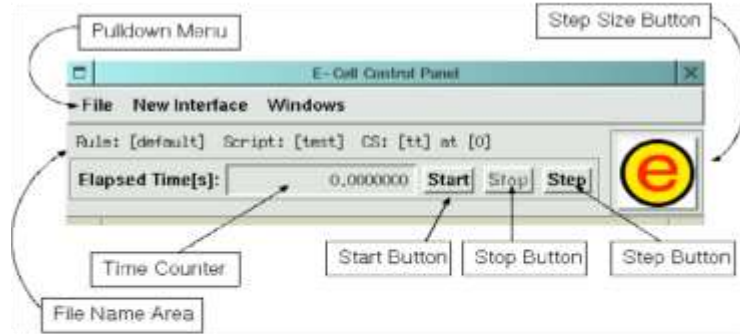 Step Size Button
Pulldown Menu
E-Cell Control Panel
File New Interface Windows
Rule: [default] Script: [test] CS: [tt] at [0]
e
Elapsed Time[s]: 0.0000000 Start Stop Step
Time Counter
Start Button
Stop Button
Step Button
File Name Area